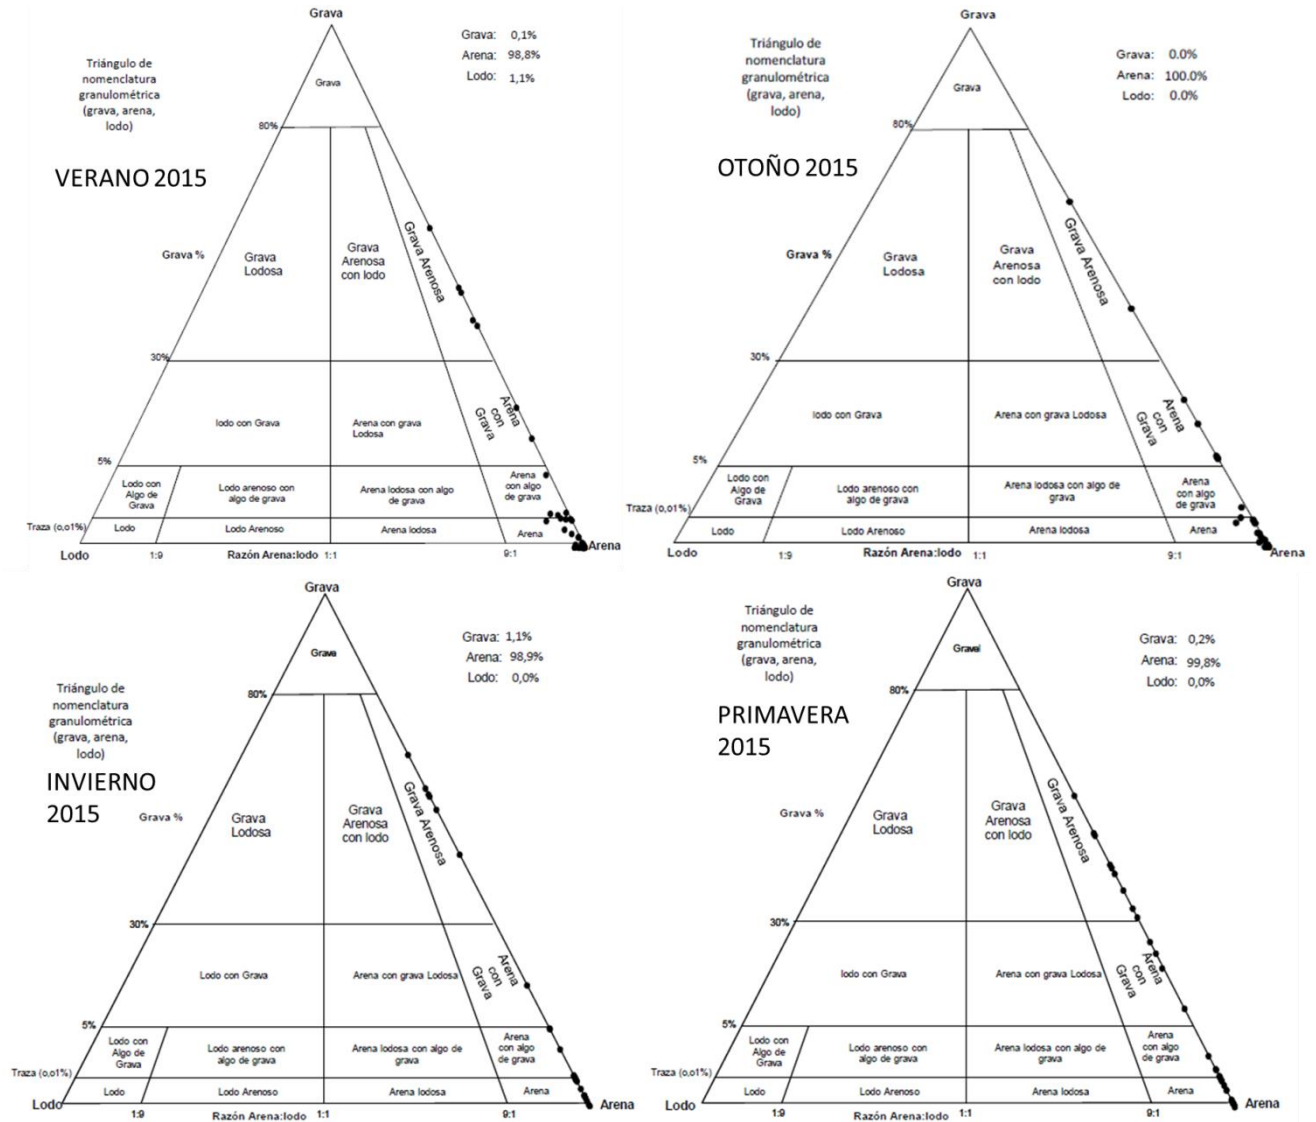 Grava
Grava: 0,1%
Arena: 98,8%
Lodo: 1,1%
Triángulo de
nomenclatura
granulométrica
(grava, arena,
lodo)
VERANO 2015
Grava
80%
Grava %
Grava
Lodosa
Grava
Arenosa
con lodo
Grava Arenosa
30%
lodo con Grava
Arena con grava
Lodosa
Arena
con
Grava
5%
Lodo con
Algo de
Grava
Lodo arenoso con
algo de grava
Arena lodosa con algo
de grava
Arena
con algo
de grava
Traza (o,o1%)
Lodo
Lodo Arenoso
Arena lodosa
Arena
Lodo
1:9
Razón Arena:lodo
1:1
9:1
Arena
Grava
Grava: 0.0%
Arena: 100.0%
Lodo: 0.0%
Triángulo de
nomenclatura
granulométrica
(grava, arena,
lodo)
OTOÑO 2015
Grava
80%
Grava %
Grava
Lodosa
Grava
Arenosa
con lodo
Grava Arenosa
30%
lodo con Grava
Arena con grava Lodosa
Arena
con
Grava
5%
Lodo con
Algo de
Grava
Lodo arenoso con
algo de grava
Arena lodosa con algo de
grava
Arena
con algo
de grava
Traza (o,o1%)
Lodo
Lodo Arenoso
Arena lodosa
Arena
Lodo
1:9
Razón Arena:lodo
1:1
9:1
Arena
Grava
Grava: 1,1%
Arena: 98,9%
Lodo: 0,0%
Triángulo de
nomenclatura
granulométrica
(grava, arena,
lodo)
INVIERNO
2015
Grava
80%
Grava %
Grava
Lodosa
Grava
Arenosa
con lodo
Grava Arenosa
30%
Lodo con Grava
Arena con grava Lodosa
Arena
con
Grava
5%
Lodo con
Algo de
Grava
Lodo arenoso con
algo de grava
Arena lodosa con algo de
grava
Arena
con algo
de grava
Traza (o,o1%)
Lodo
Lodo Arenoso
Arena lodosa
Arena
Lodo
1:9
Razón Arena:lodo
1:1
9:1
Arena
Grava
Grava: 0,2%
Arena: 99,8%
Lodo: 0,0%
Triángulo de
nomenclatura
granulométrica
(grava, arena,
lodo)
PRIMAVERA
2015
Gravel
80%
Grava %
Grava
Lodosa
Grava
Arenosa
con lodo
Grava Arenosa
30%
lodo con Grava
Arena con grava Lodosa
Arena
con
Grava
5%
Lodo con
Algo de
Grava
Lodo arenoso con
algo de grava
Arena lodosa con algo de
grava
Arena
con algo
de grava
Traza (o,o1%)
Lodo
Lodo Arenoso
Arena lodosa
Arena
Lodo
1:9
Razón Arena:lodo
1:1
9:1
Arena